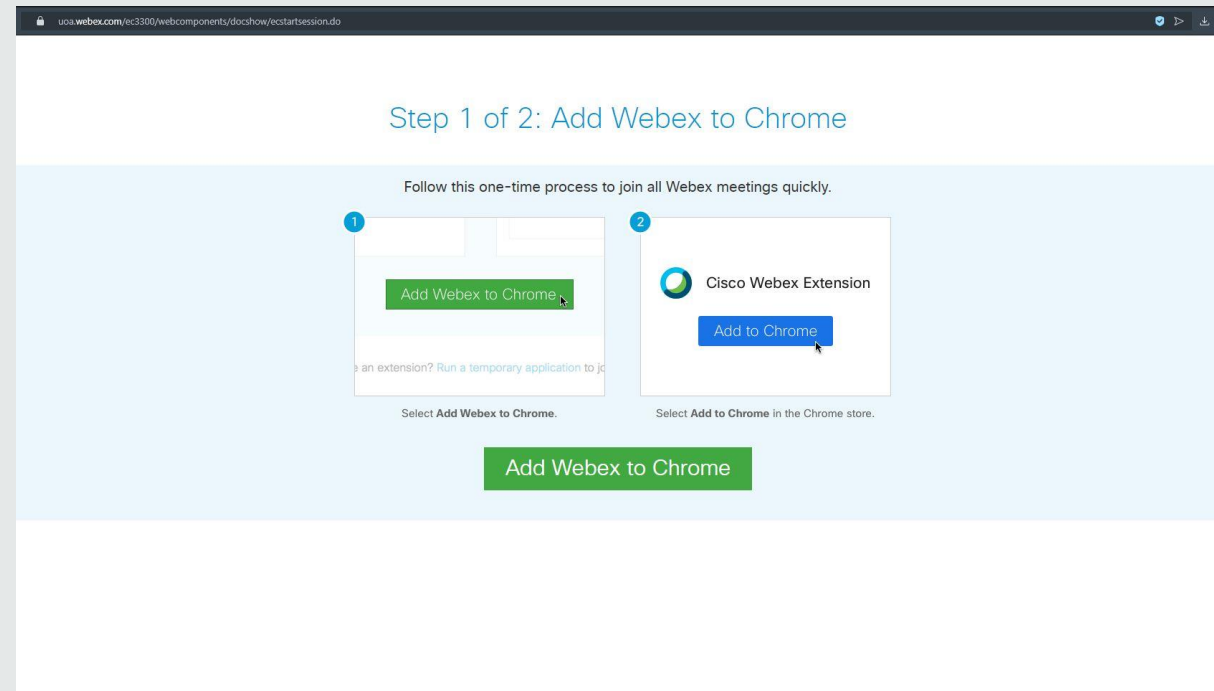 uoa.webex.com/ec3300/webcomponents/docshow/ecstartsession.do
Step 1 of 2: Add Webex to Chrome
Follow this one-time process to join all Webex meetings quickly.
1
Add Webex to Chrome
an extension? Run a temporary application to
Select Add Webex to Chrome.
2
Cisco Webex Extension
Add to Chrome
Select Add to Chrome in the Chrome store.
Add Webex to Chrome